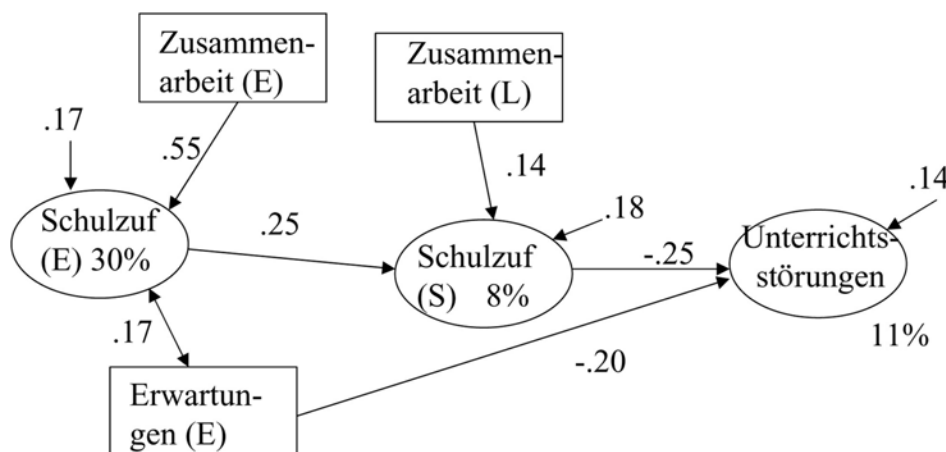 Zusammen-
arbeit (E)
Zusammen-
arbeit (L)
.17
.55
.14
.14
Schulzuf
(E) 30%
.25
.18
Schulzuf
(S) 8%
-.25
Unterrichts-
störungen
.17
11%
-.20
Erwartun-
gen (E)